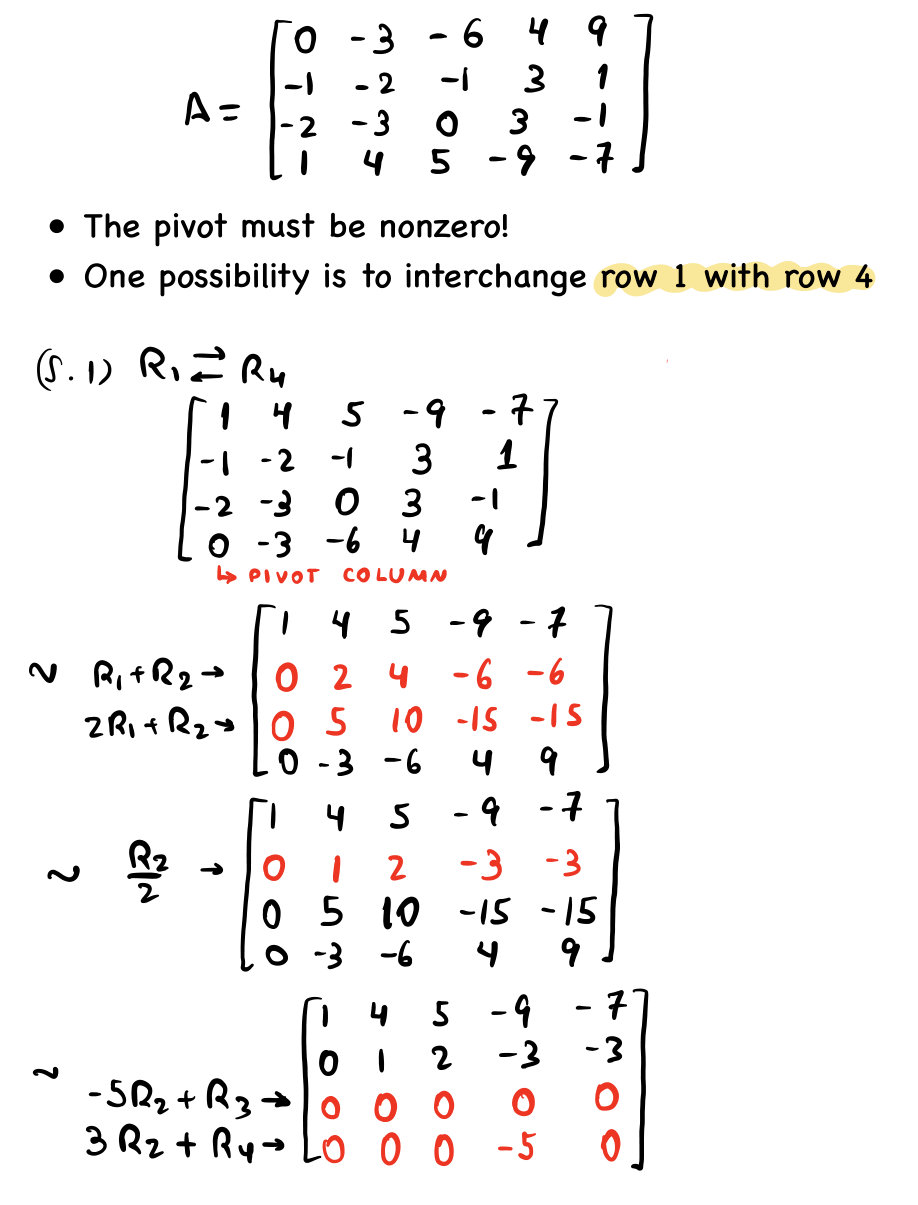 0 -3 -6 4 9
-1 -2 -1 3 1
A =
-2 -3 0 3 -1
1 4 5 -9 -7
• The pivot must be nonzero!
• One possibility is to interchange row 1 with row 4
(S.1) R1 ⇄ R4
1 4 5 -9 -7
-1 -2 -1 3 1
-2 -3 0 3 -1
0 -3 -6 4 9
↳ PIVOT COLUMN
1 4 5 -9 -7
~ R1+R2→ 0 2 4 -6 -6
2R1+R2→ 0 5 10 -15 -15
0 -3 -6 4 9
1 4 5 -9 -7
~ R2/2 → 0 1 2 -3 -3
0 5 10 -15 -15
0 -3 -6 4 9
1 4 5 -9 -7
~ 0 1 2 -3 -3
-5R2+R3→ 0 0 0 0 0
3R2+R4→ 0 0 0 -5 0